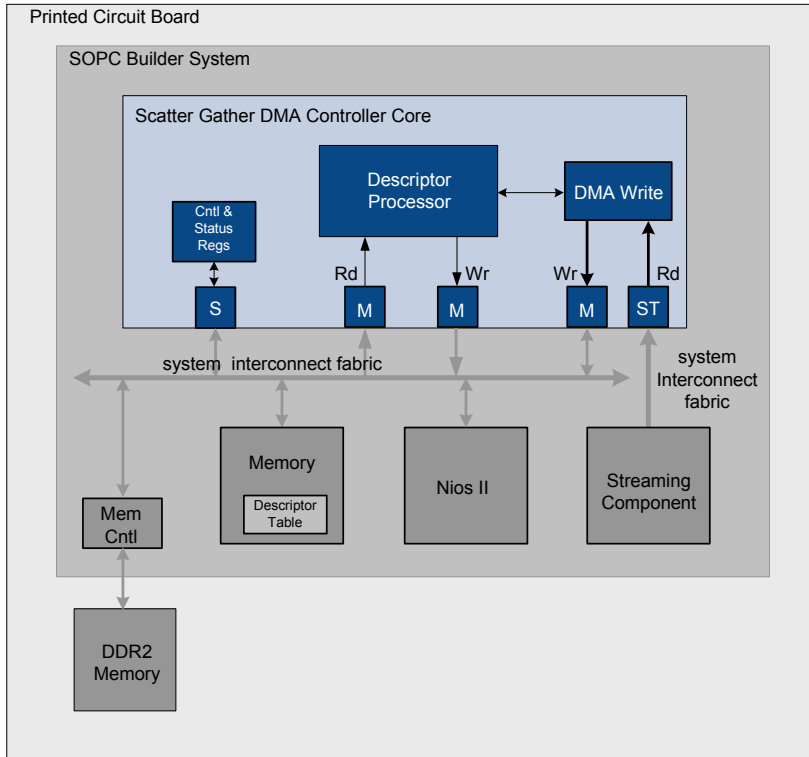 Printed Circuit Board
SOPC Builder System
Scatter Gather DMA Controller Core
Descriptor
Processor
DMA Write
Cntl &
Status
Regs
Rd
Wr
Wr
Rd
S
M
M
M
ST
system interconnect fabric
system
Interconnect
fabric
Memory
Descriptor
Table
Nios II
Streaming
Component
Mem
Cntl
DDR2
Memory